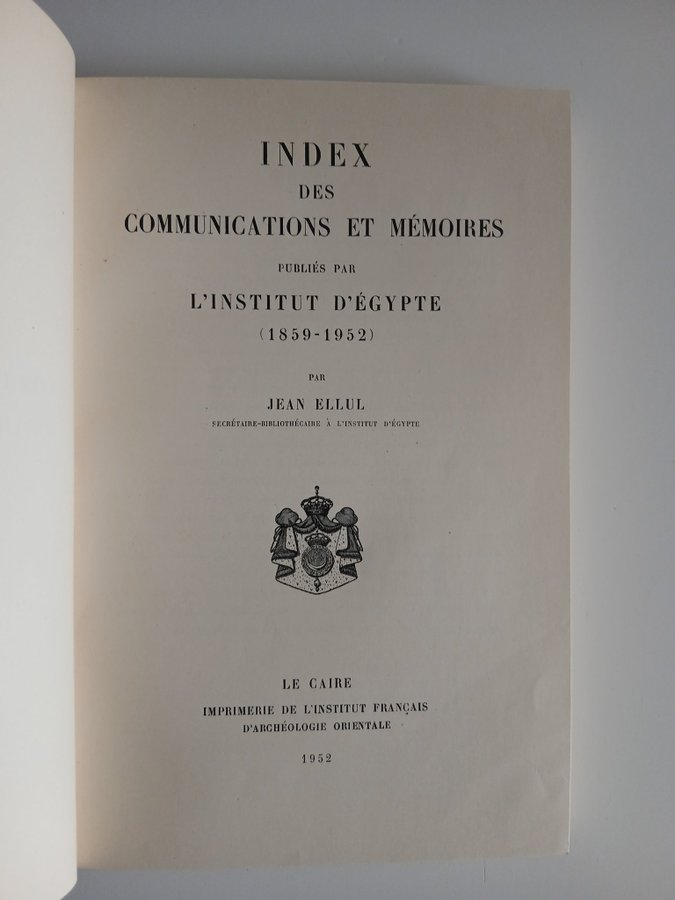 INDEX
DES
COMMUNICATIONS ET MÉMOIRES
PUBLIÉS PAR
L'INSTITUT D'ÉGYPTE
(1859-1952)
PAR
JEAN ELLUL
SECRÉTAIRE-BIBLIOTHÉCAIRE À L'INSTITUT D'ÉGYPTE
LE CAIRE
IMPRIMERIE DE L'INSTITUT FRANÇAIS
D'ARCHÉOLOGIE ORIENTALE
1952